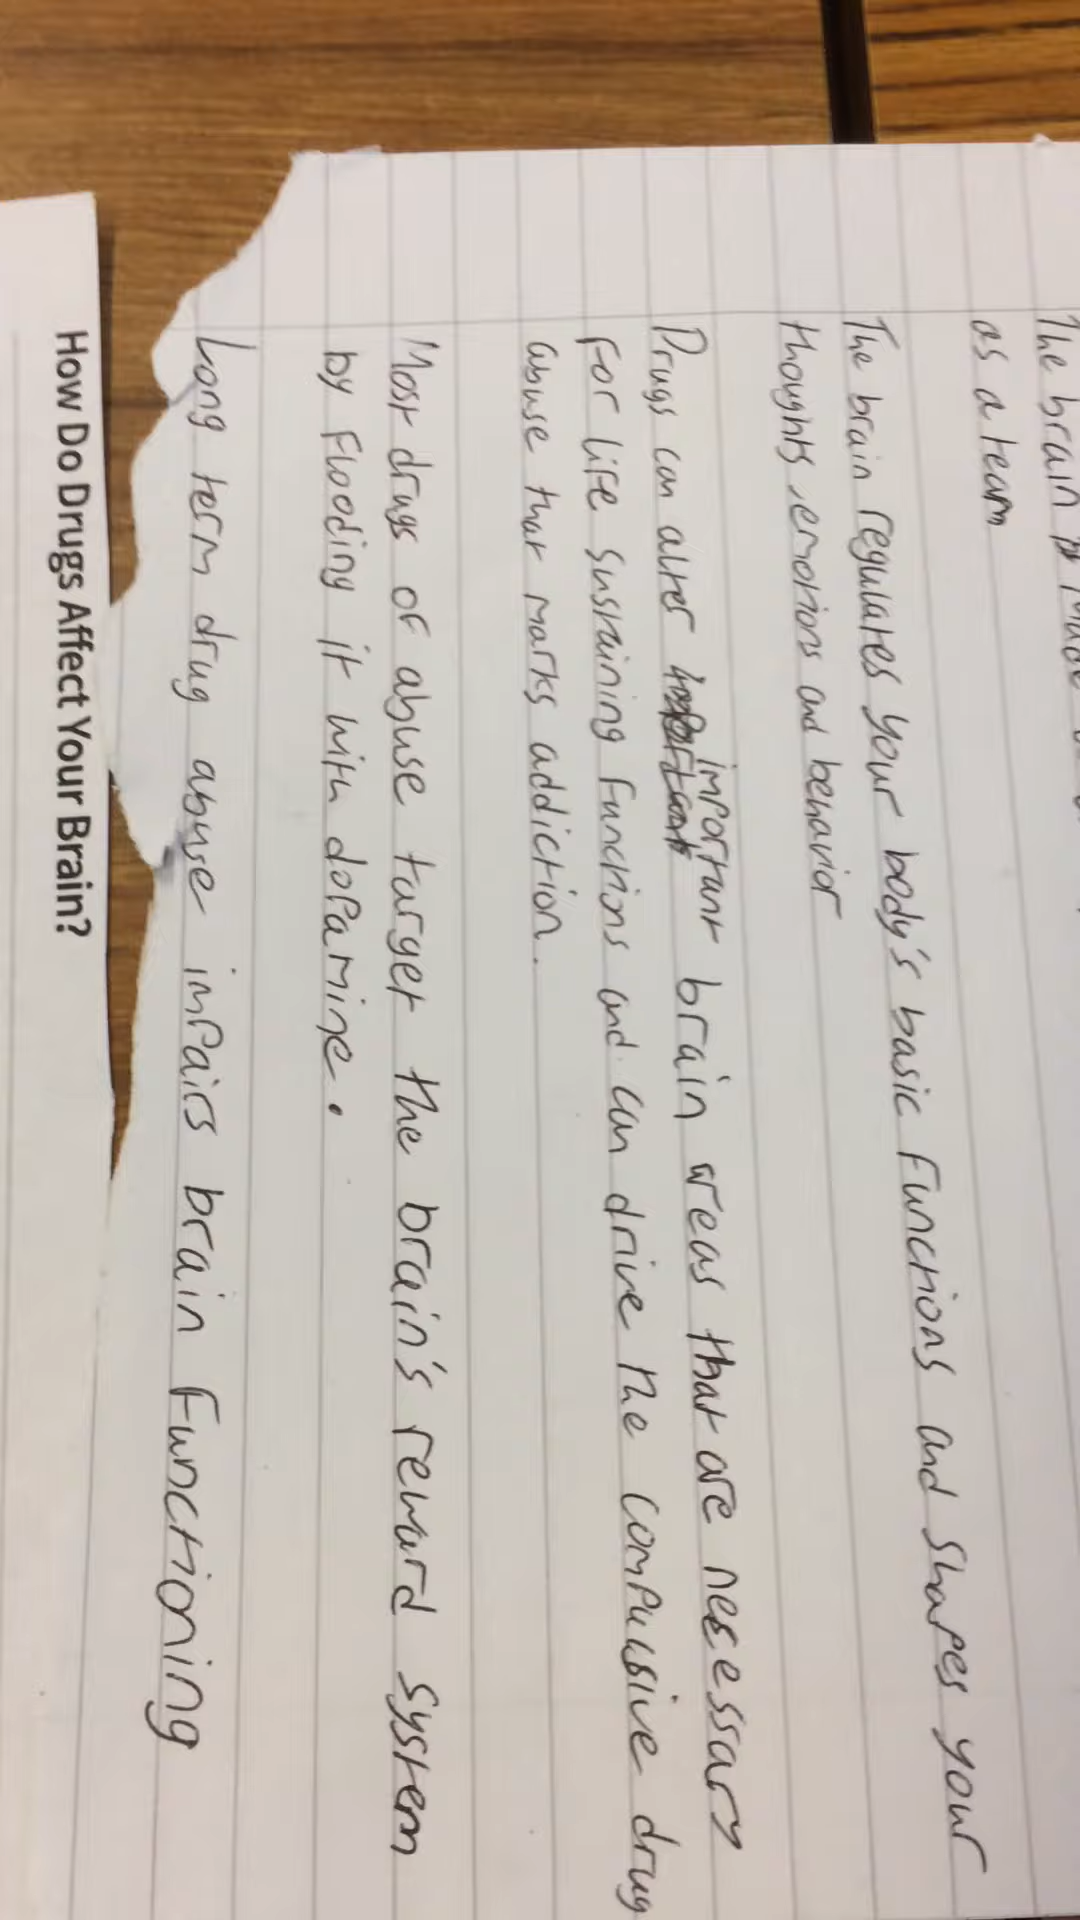 The brain is made
as a team
The brain regulates your body's basic functions and shapes your
thoughts, emotions and behavior
Drugs can alter important brain areas that are necessary
for life sustaining functions and can drive the compulsive drug
abuse that marks addiction.
Most drugs of abuse target the brain's reward system
by flooding it with dopamine.
Long term drug abuse impairs brain functioning
How Do Drugs Affect Your Brain?